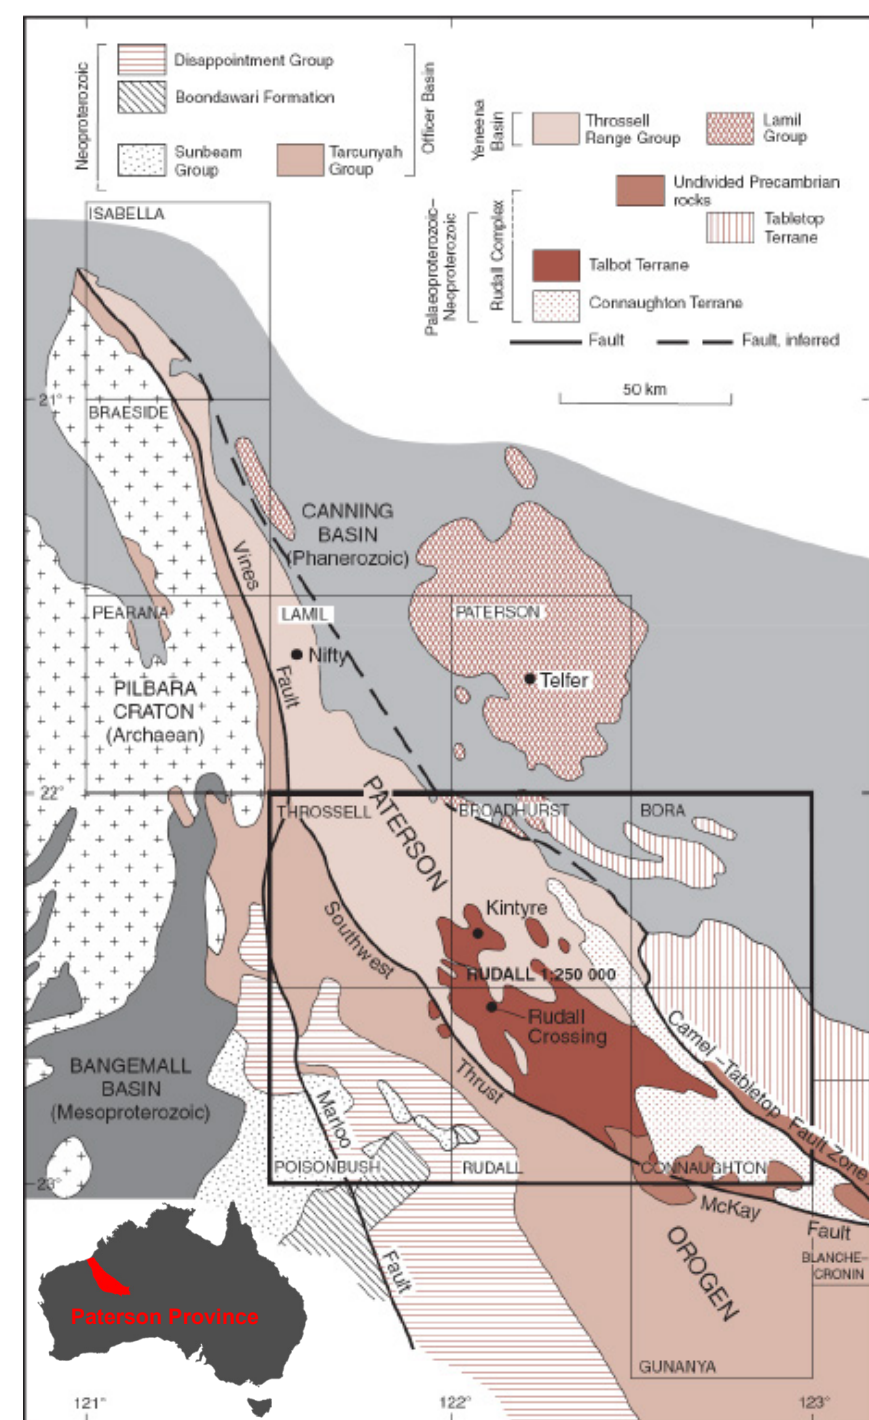 Neoproterozoic
Disappointment Group
Boondawari Formation
Sunbeam
Group
Tarcunyah
Group
Officer Basin
Yeneena
Basin
Throssell
Range Group
Lamil
Group
Undivided Precambrian
rocks
Tabletop
Terrane
Palaeoproterozoic–
Neoproterozoic
Rudall Complex
Talbot Terrane
Connaughton Terrane
Fault
Fault, inferred
50 km
ISABELLA
21°
BRAESIDE
CANNING
BASIN
(Phanerozoic)
Vines
Fault
PEARANA
LAMIL
PATERSON
Nifty
Telfer
PILBARA
CRATON
(Archaean)
22°
THROSSELL
PATERSON
BROADHURST
BORA
Kintyre
Southwest
Thrust
RUDALL 1:250 000
Rudall
Crossing
Camel –Tabletop Fault Zone
BANGEMALL
BASIN
(Mesoproterozoic)
Marloo
Fault
POISONBUSH
RUDALL
CONNAUGHTON
23°
McKay
Fault
OROGEN
BLANCHE–
CRONIN
Paterson Province
GUNANYA
121°
122°
123°